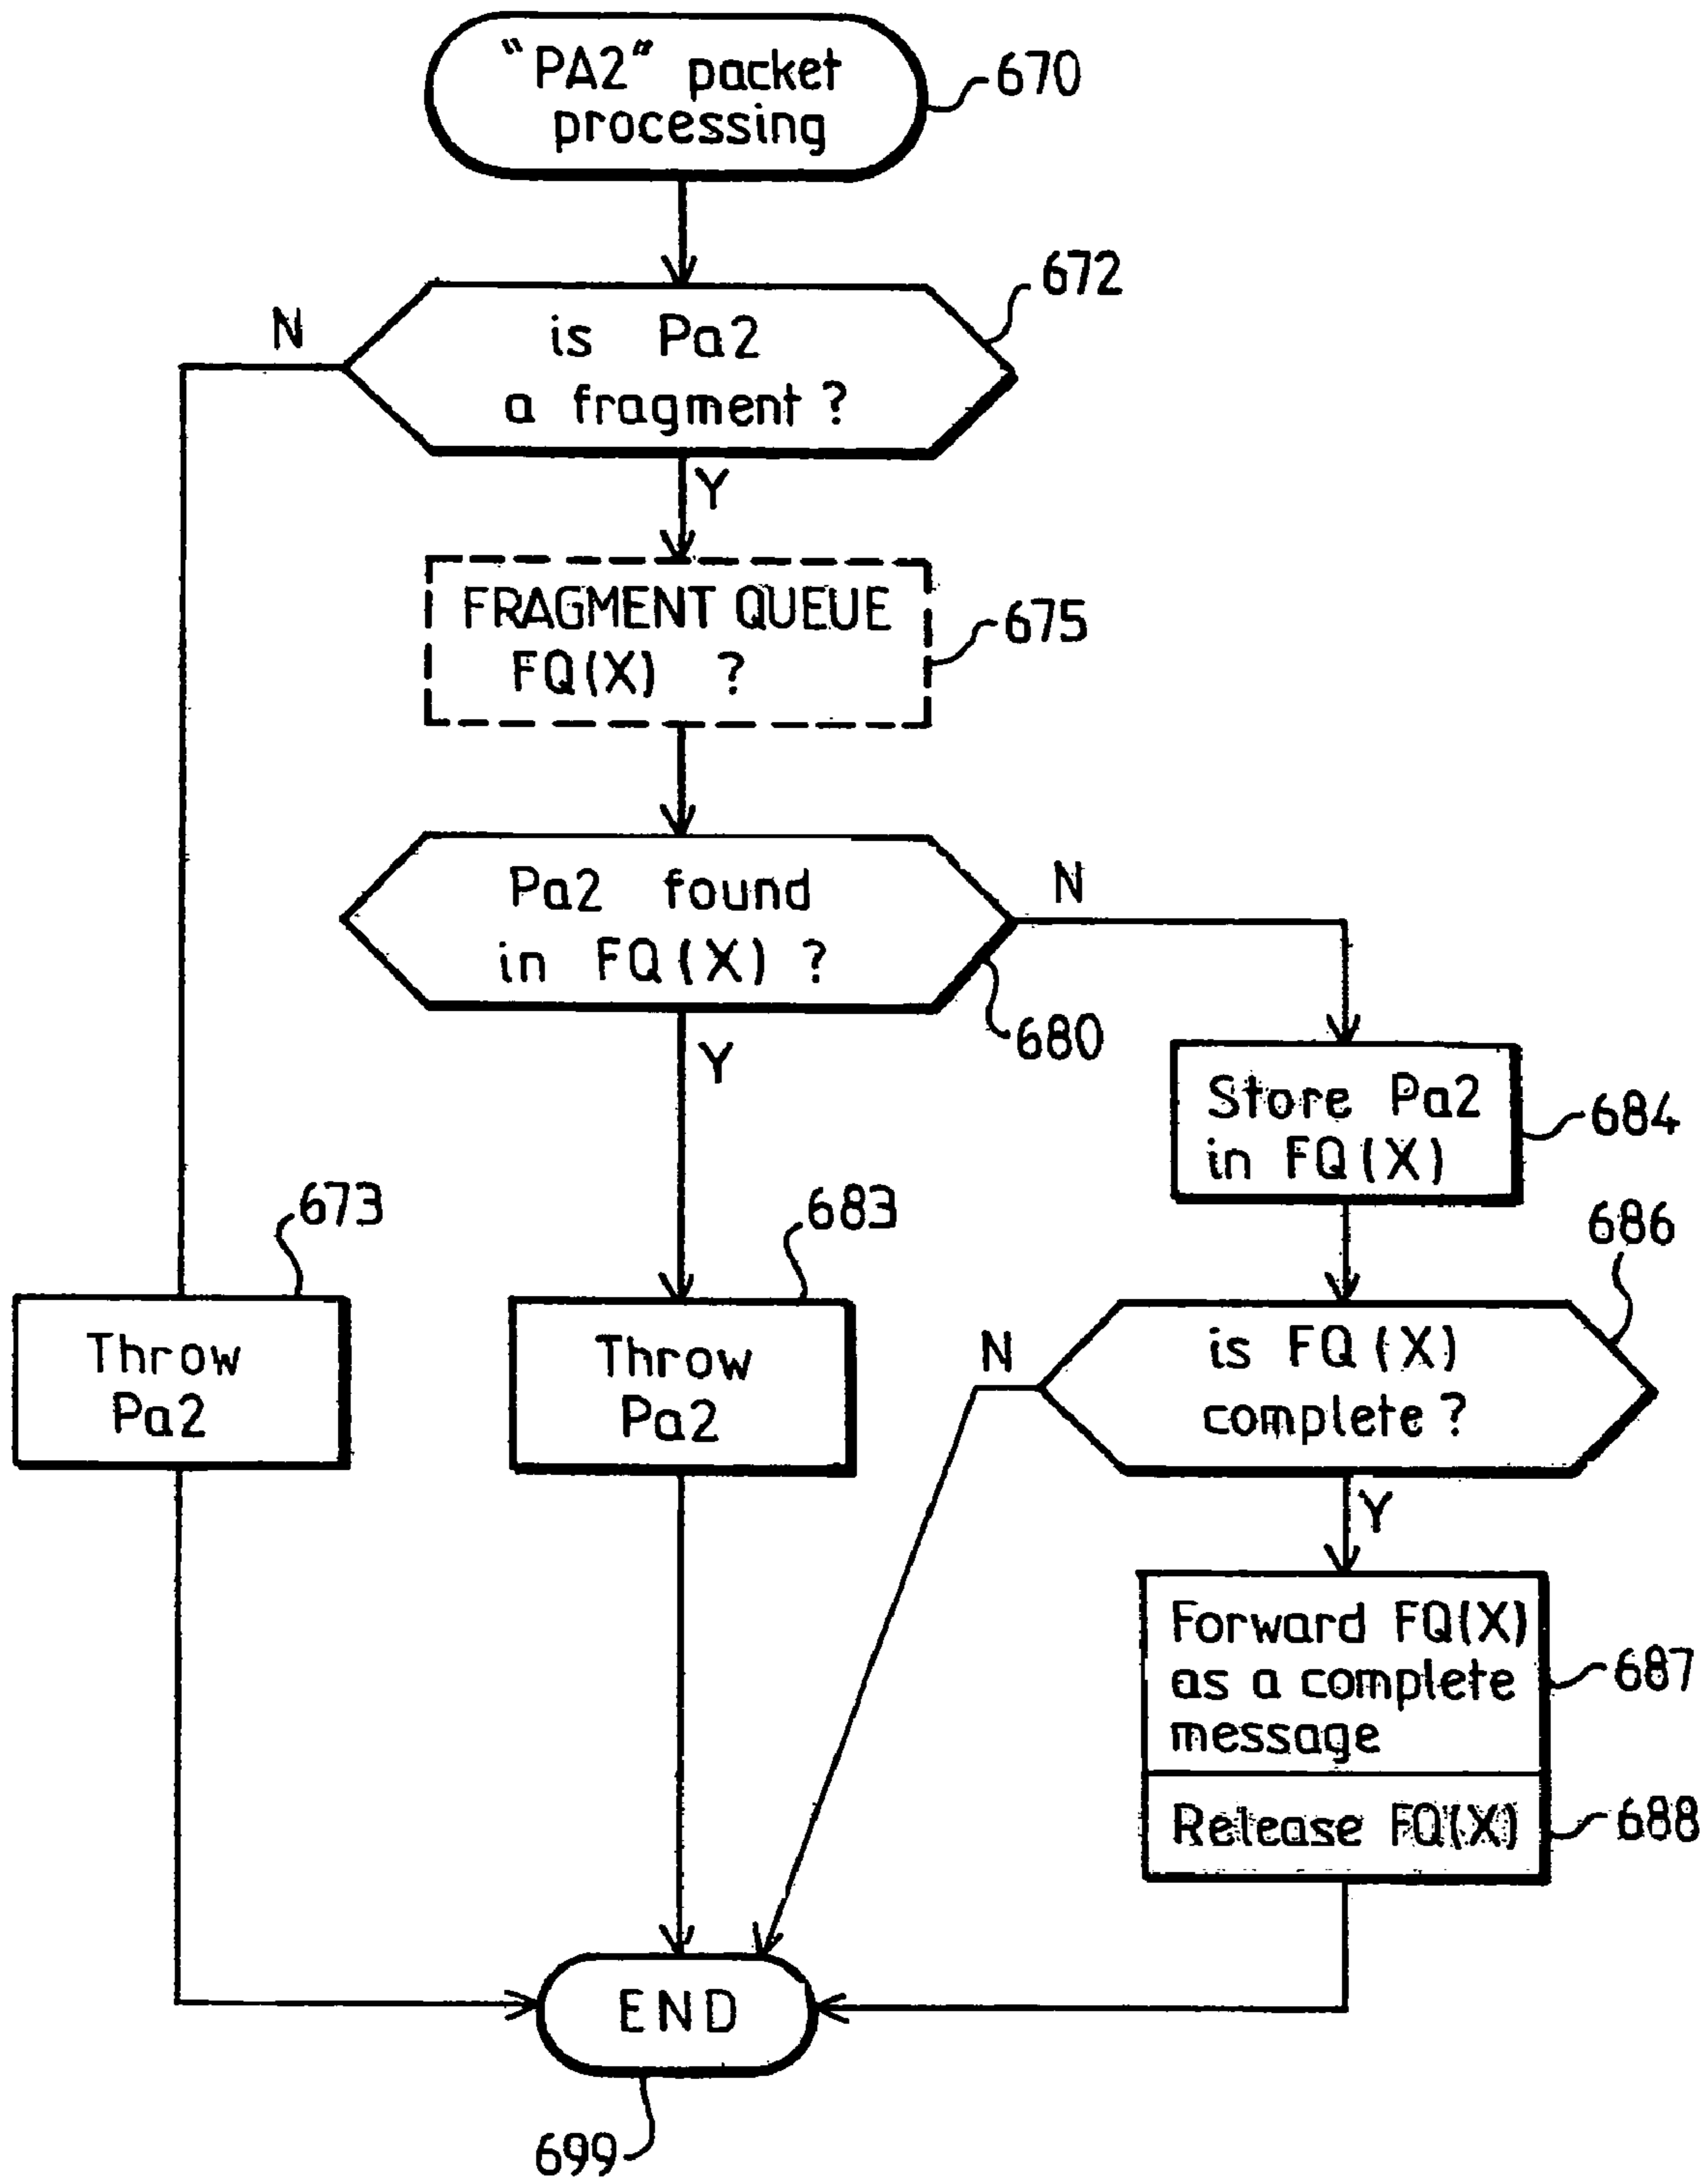 “PA2” packet
processing
670
672
N
is Pa2
a fragment ?
Y
FRAGMENT QUEUE
FQ(X) ?
675
Pa2 found
in FQ(X) ?
N
680
Y
Store Pa2
in FQ(X)
684
673
683
686
Throw
Pa2
Throw
Pa2
N
is FQ(X)
complete ?
Y
Forward FQ(X)
as a complete
message
687
Release FQ(X)
688
END
699